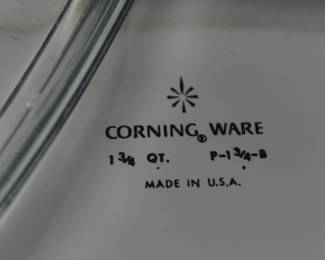 CORNING® WARE
1 3/4 QT. P-1 3/4-B
MADE IN U.S.A.